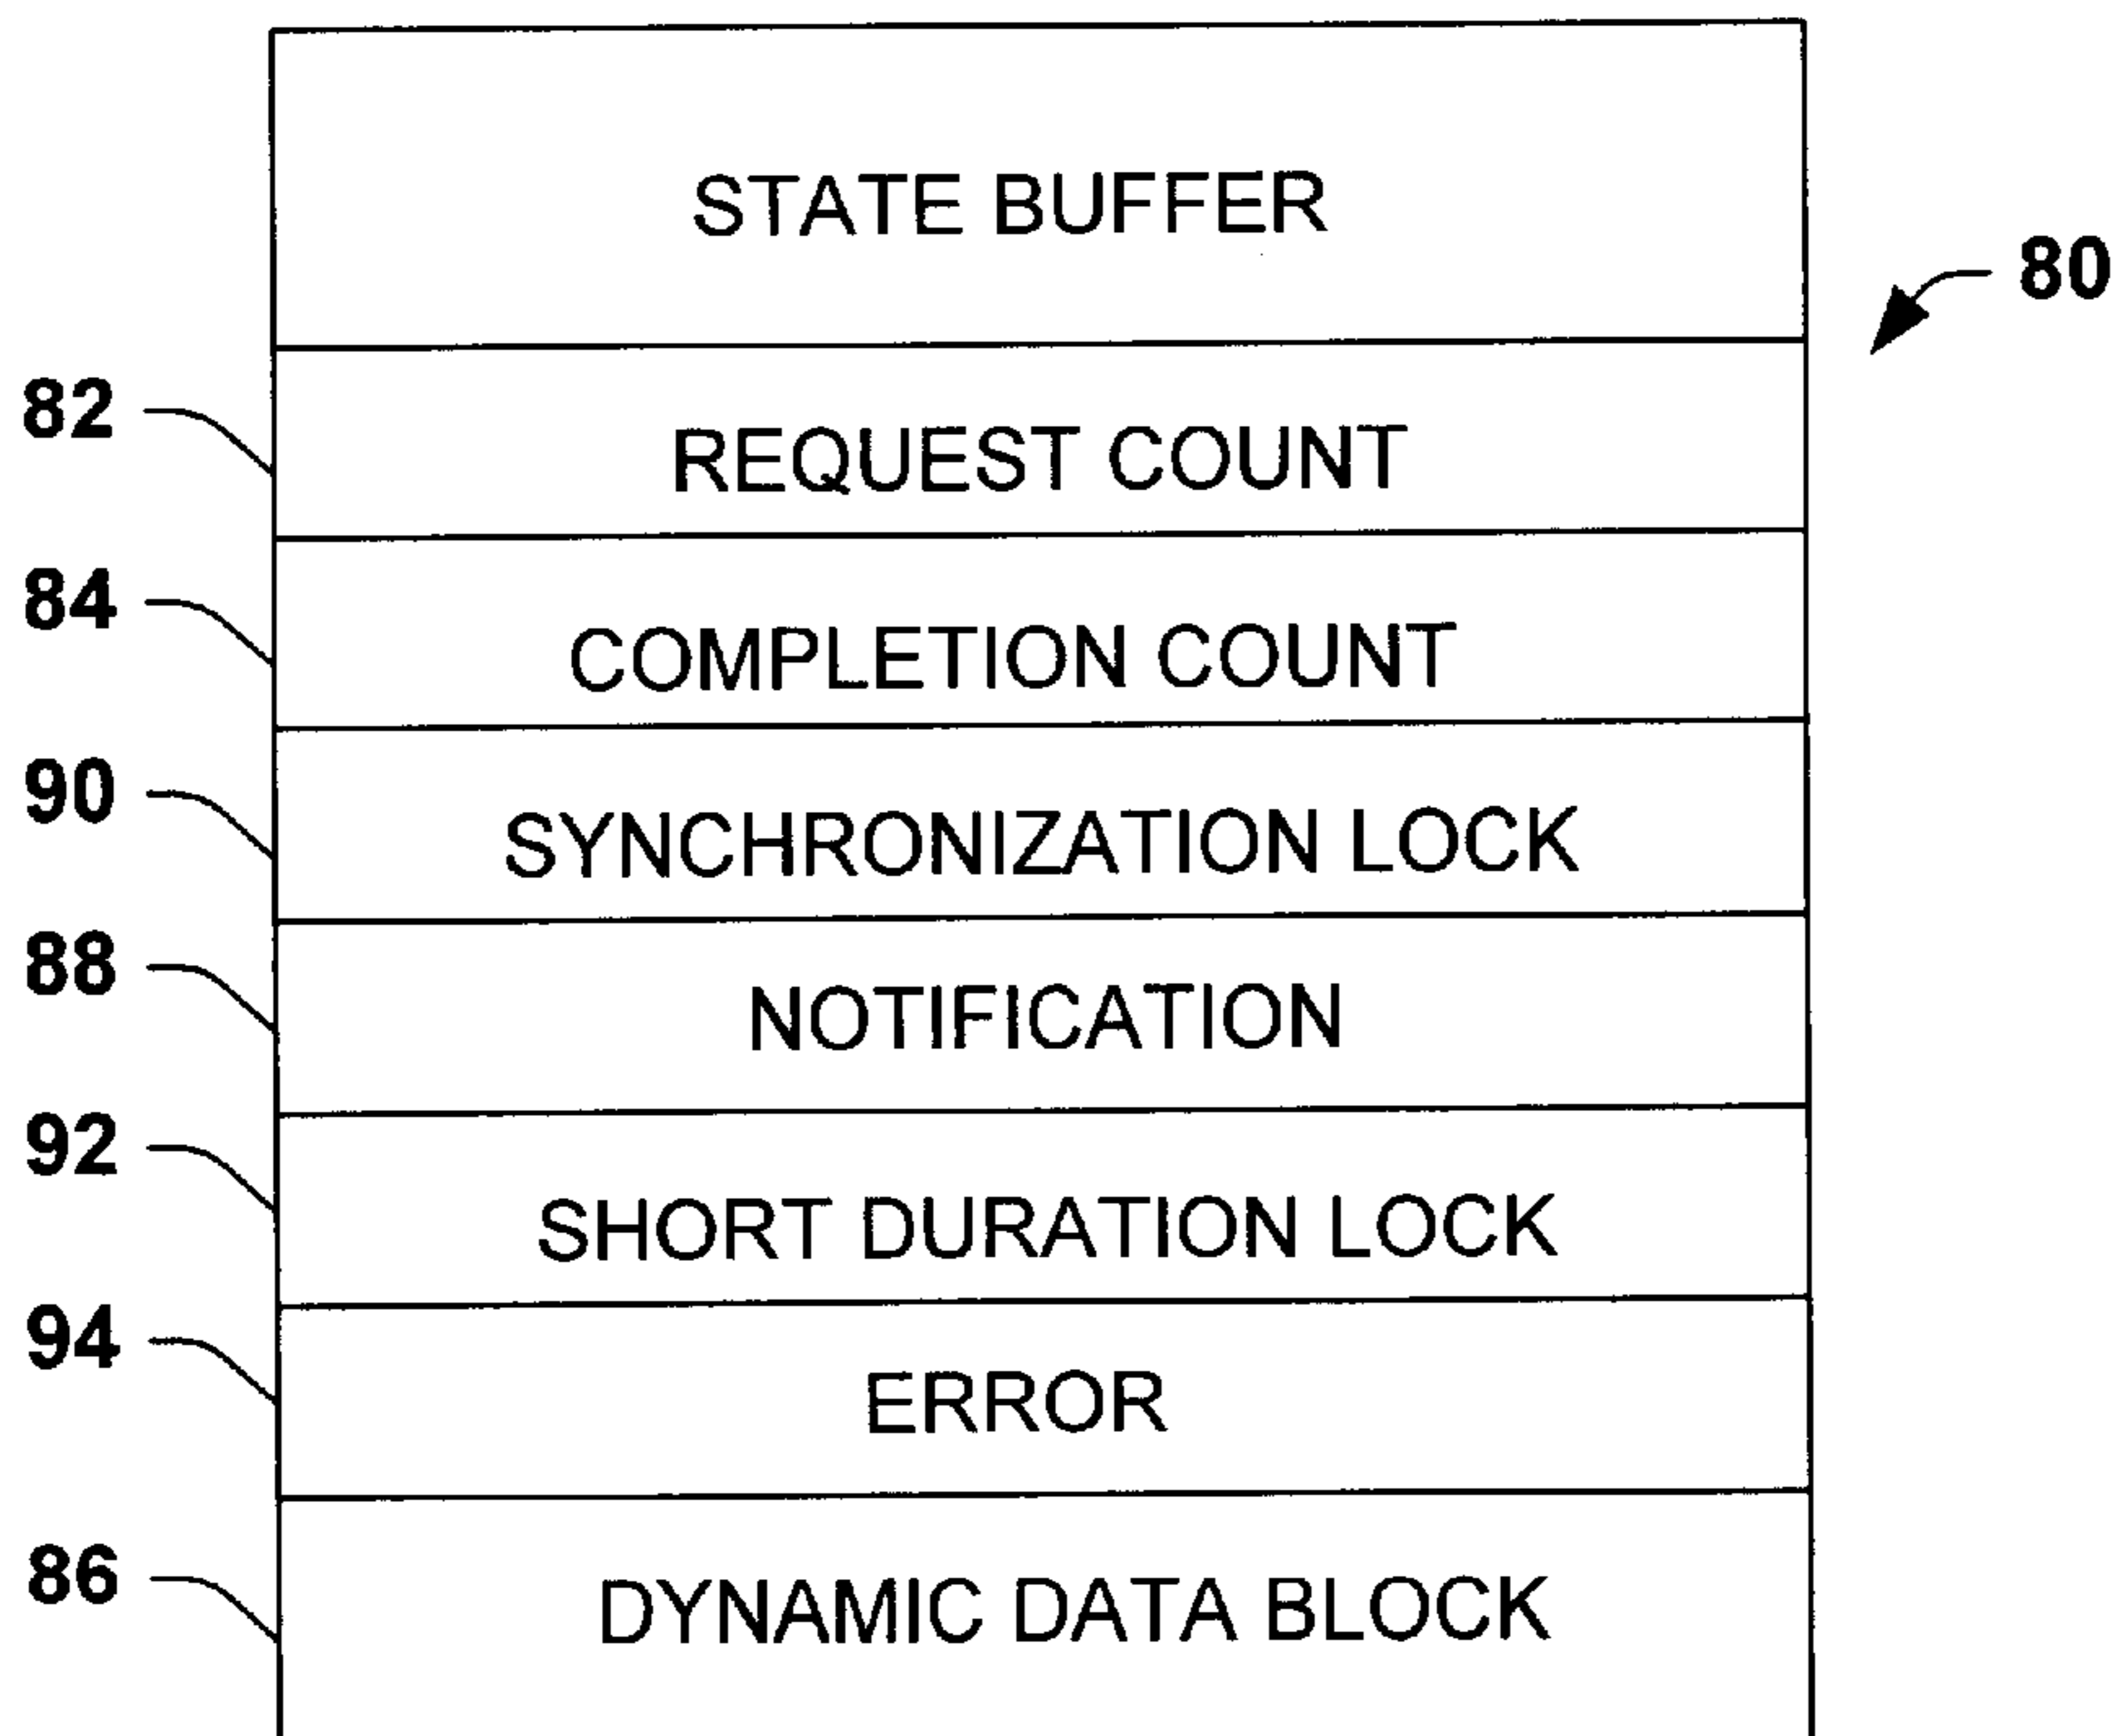 STATE BUFFER
80
82 REQUEST COUNT
84 COMPLETION COUNT
90 SYNCHRONIZATION LOCK
88 NOTIFICATION
92 SHORT DURATION LOCK
94 ERROR
86 DYNAMIC DATA BLOCK